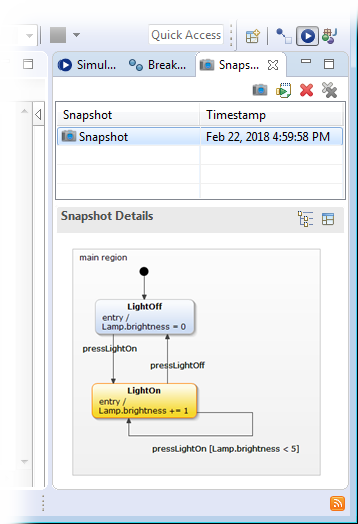 Quick Access
Simul... Break... Snaps...
Snapshot Timestamp
Snapshot Feb 22, 2018 4:59:58 PM
Snapshot Details
main region
LightOff
entry /
Lamp.brightness = 0
pressLightOn
pressLightOff
LightOn
entry /
Lamp.brightness += 1
pressLightOn [Lamp.brightness < 5]